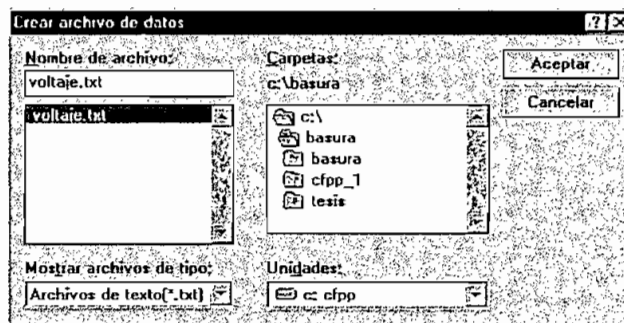 Crear archivo de datos
Nombre de archivo:
voltaje.txt
voltaje.txt
Mostrar archivos de tipo:
Archivos de texto(*.txt)
Carpetas:
c:\basura
c:\
basura
basura
cfpp_1
tesis
Unidades:
c: cfpp
Aceptar
Cancelar